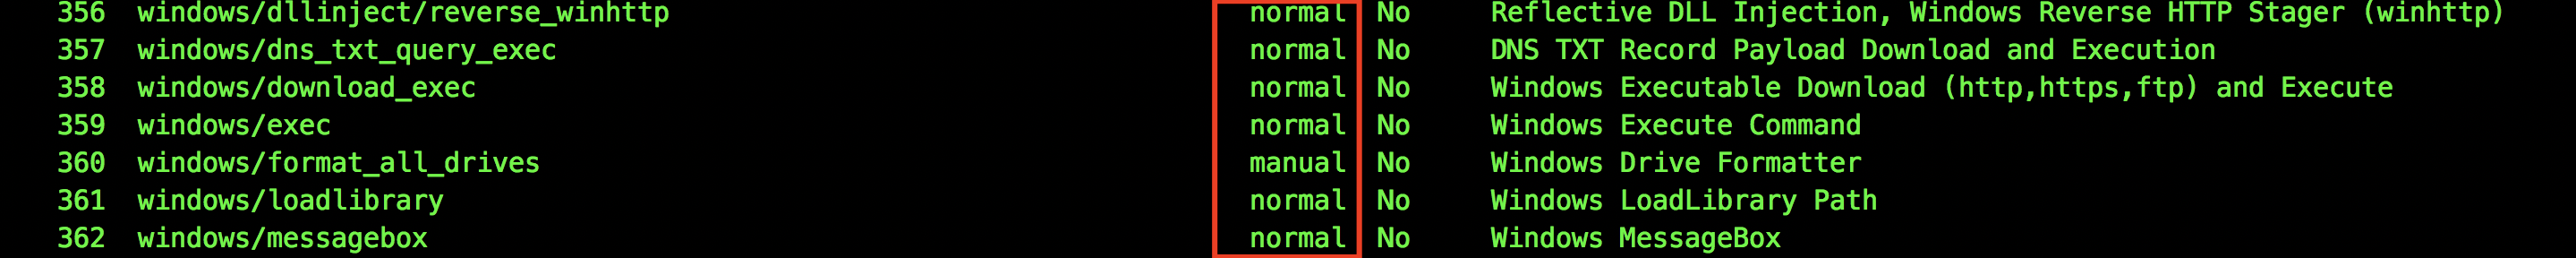 356 windows/dllinject/reverse_winhttp normal No Reflective DLL Injection, Windows Reverse HTTP Stager (winhttp)
357 windows/dns_txt_query_exec normal No DNS TXT Record Payload Download and Execution
358 windows/download_exec normal No Windows Executable Download (http,https,ftp) and Execute
359 windows/exec normal No Windows Execute Command
360 windows/format_all_drives manual No Windows Drive Formatter
361 windows/loadlibrary normal No Windows LoadLibrary Path
362 windows/messagebox normal No Windows MessageBox